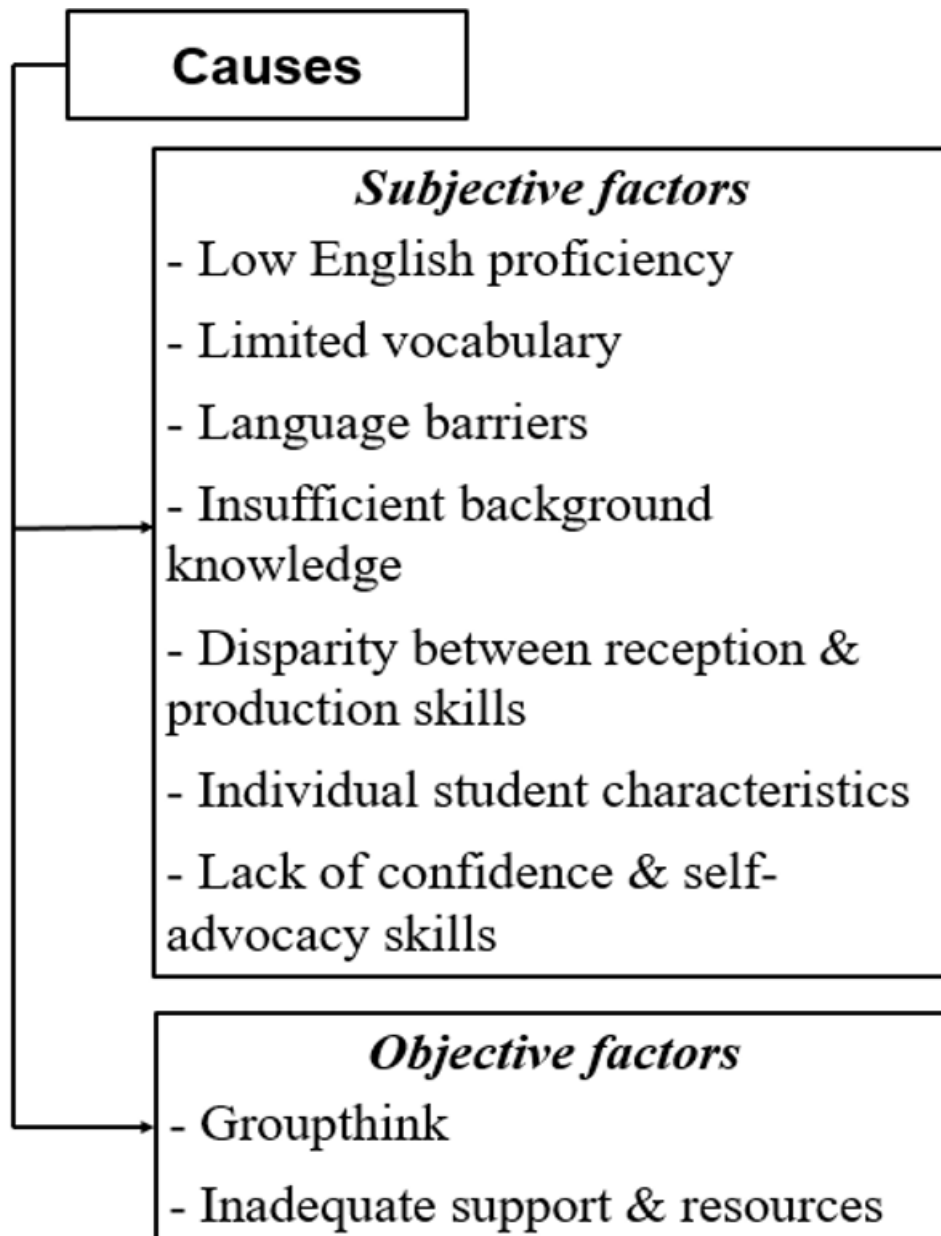 Causes
Subjective factors
- Low English proficiency
- Limited vocabulary
- Language barriers
- Insufficient background
knowledge
- Disparity between reception &
production skills
- Individual student characteristics
- Lack of confidence & self-
advocacy skills
Objective factors
- Groupthink
- Inadequate support & resources